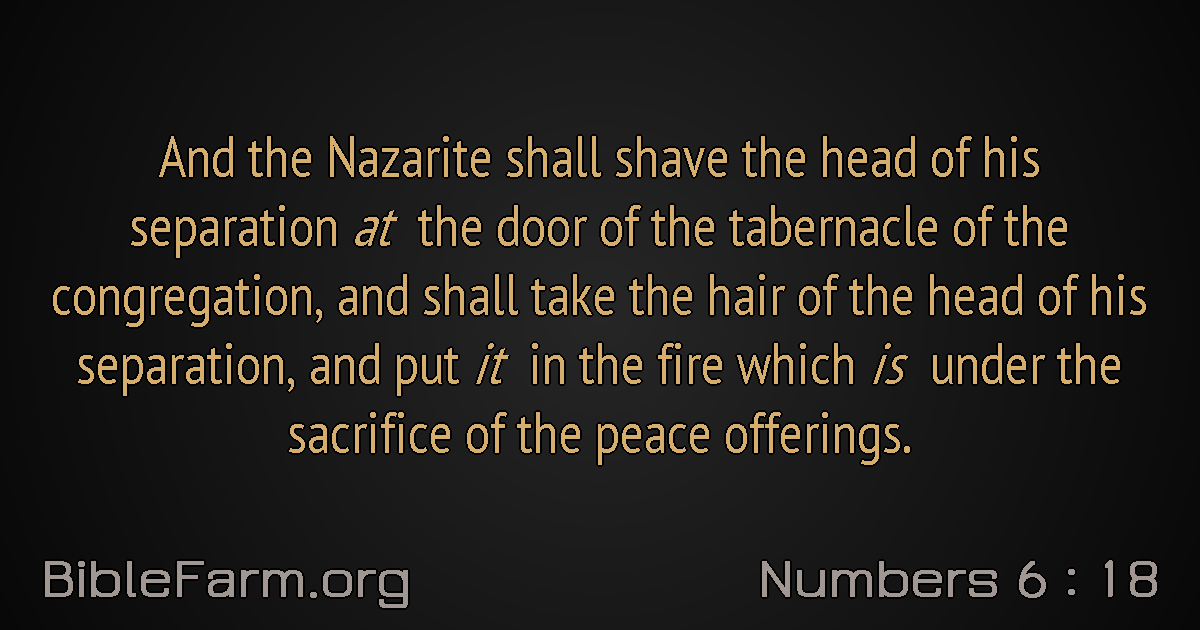 And the Nazarite shall shave the head of his
separation at the door of the tabernacle of the
congregation, and shall take the hair of the head of his
separation, and put it in the fire which is under the
sacrifice of the peace offerings.
BibleFarm.org
Numbers 6 : 18